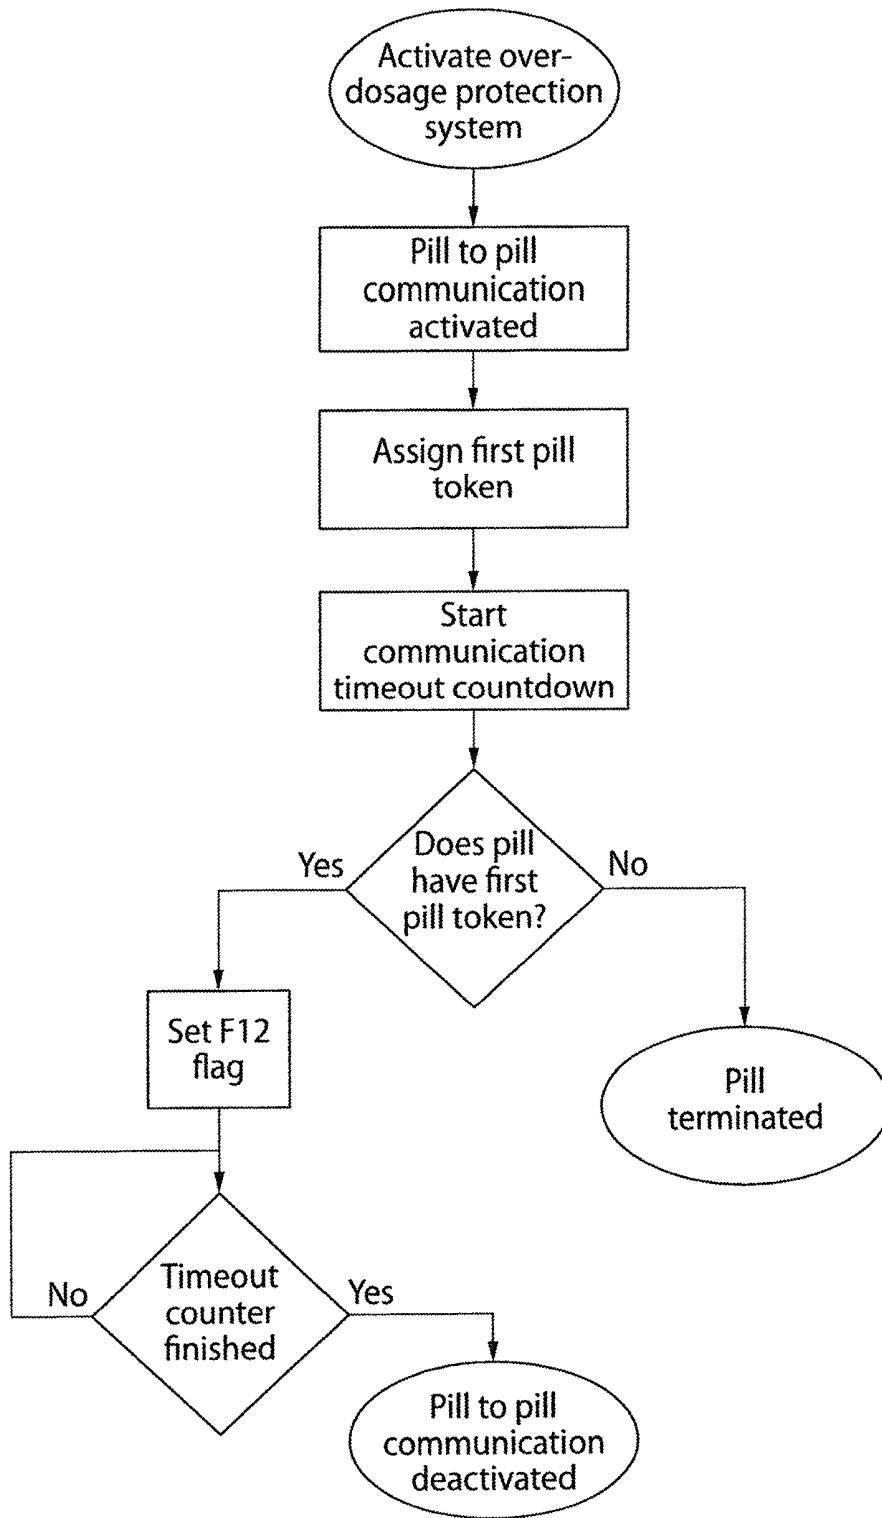 Activate over-
dosage protection
system
Pill to pill
communication
activated
Assign first pill
token
Start
communication
timeout countdown
Does pill
have first
pill token?
Yes
No
Set F12
flag
Pill
terminated
Timeout
counter
finished
No
Yes
Pill to pill
communication
deactivated